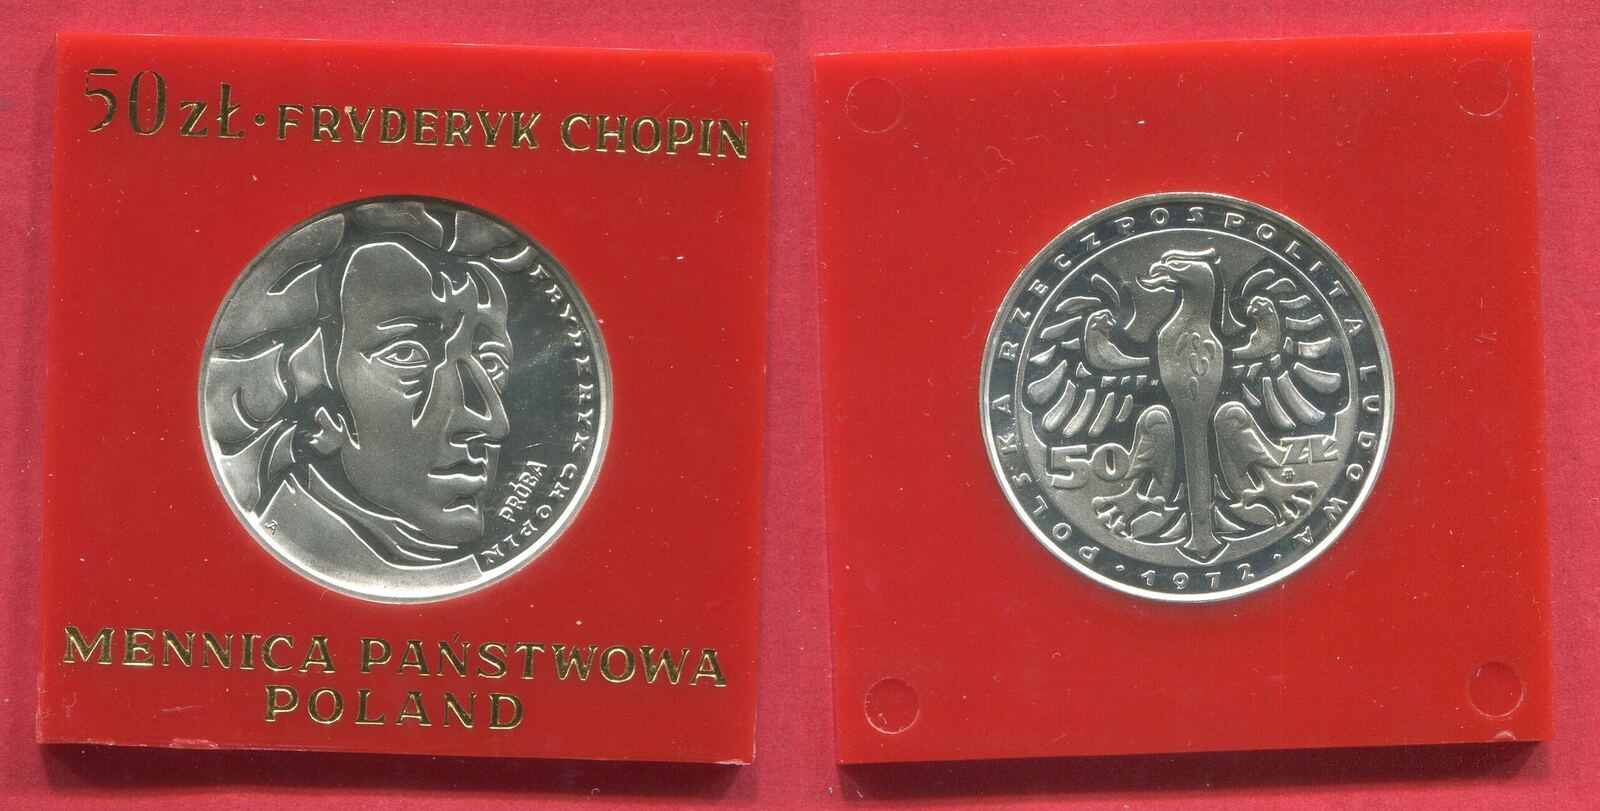 50 zł · FRYDERYK CHOPIN
FRYDERYK CHOPIN
PRÓBA
A
MENNICA PAŃSTWOWA
POLAND
POLSKA RZECZPOSPOLITA LUDOWA
50 ZŁ
· 1972 ·